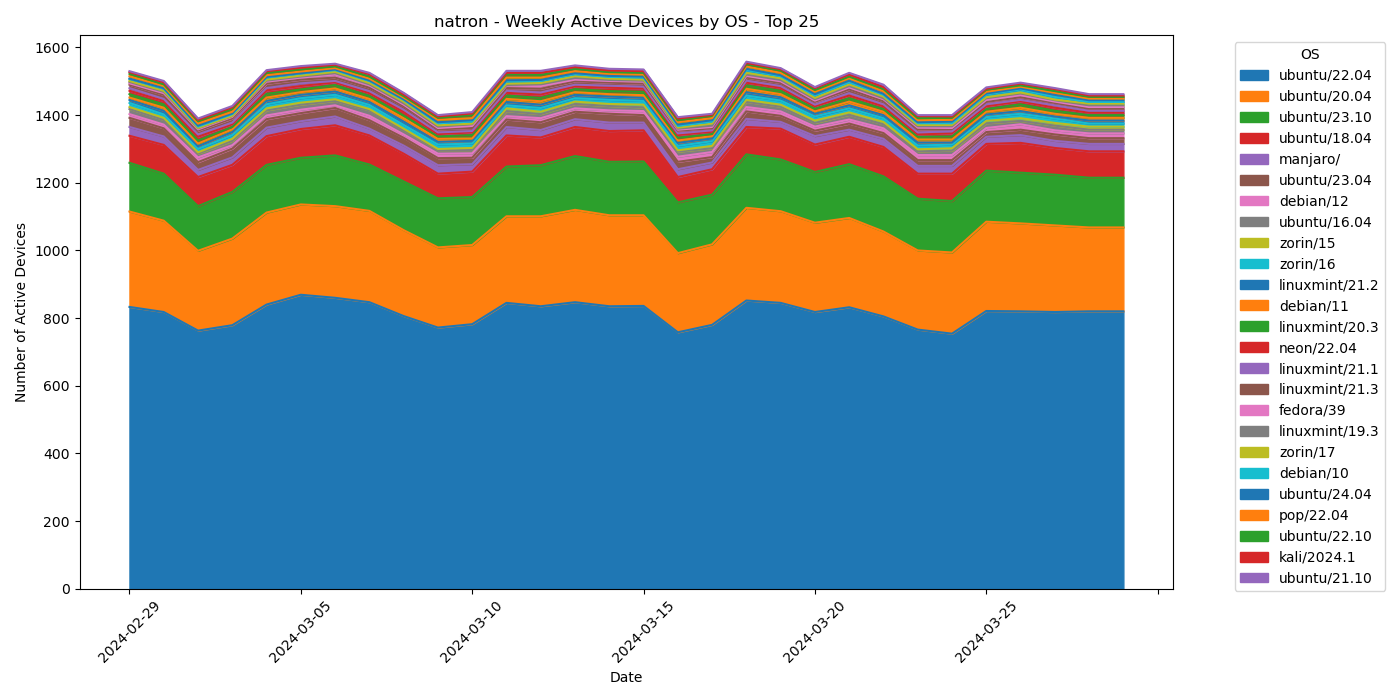 natron - Weekly Active Devices by OS - Top 25
1600
1400
1200
1000
800
600
400
200
0
Number of Active Devices
2024-02-29
2024-03-05
2024-03-10
2024-03-15
2024-03-20
2024-03-25
Date
OS
ubuntu/22.04
ubuntu/20.04
ubuntu/23.10
ubuntu/18.04
manjaro/
ubuntu/23.04
debian/12
ubuntu/16.04
zorin/15
zorin/16
linuxmint/21.2
debian/11
linuxmint/20.3
neon/22.04
linuxmint/21.1
linuxmint/21.3
fedora/39
linuxmint/19.3
zorin/17
debian/10
ubuntu/24.04
pop/22.04
ubuntu/22.10
kali/2024.1
ubuntu/21.10